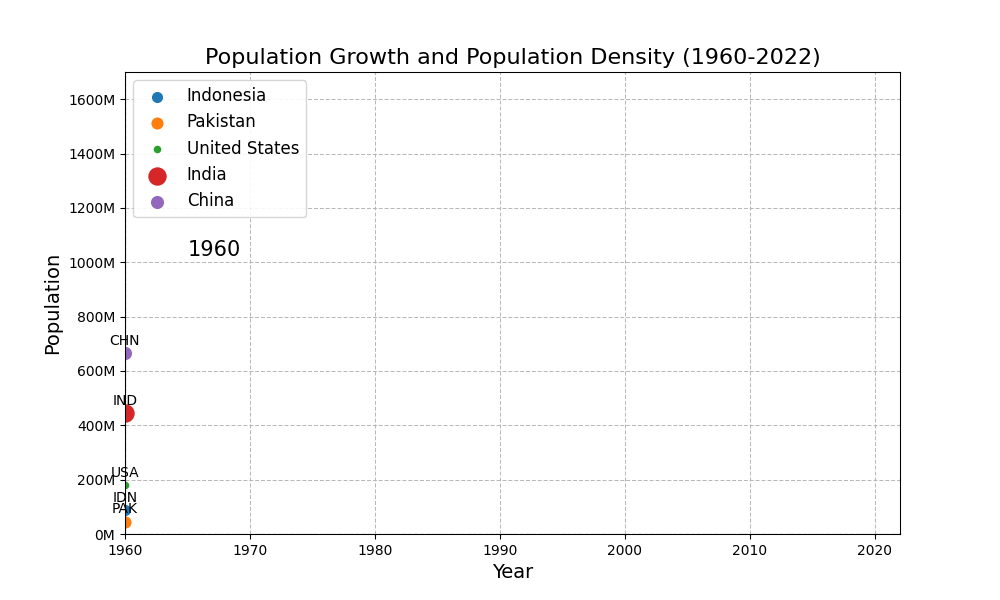 Population Growth and Population Density (1960-2022)
Indonesia
Pakistan
United States
India
China
1960
1600M
1400M
1200M
1000M
800M
600M
400M
200M
0M
Population
CHN
IND
USA
IDN
PAK
1960 1970 1980 1990 2000 2010 2020
Year